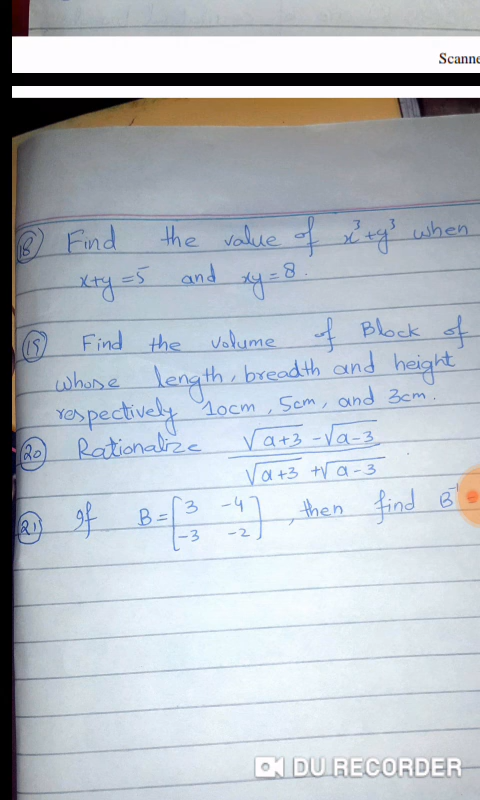 Scanne
(18) Find the value of x³+y³ when
x+y=5 and xy=8.
(19) Find the volume of Block of
whose length, breadth and height
respectively 10cm, 5cm, and 3cm.
(20) Rationalize (√a+3 - √a-3)/(√a+3 + √a-3)
(21) If B=[3 -4; -3 -2], then find B⁻¹
DU RECORDER